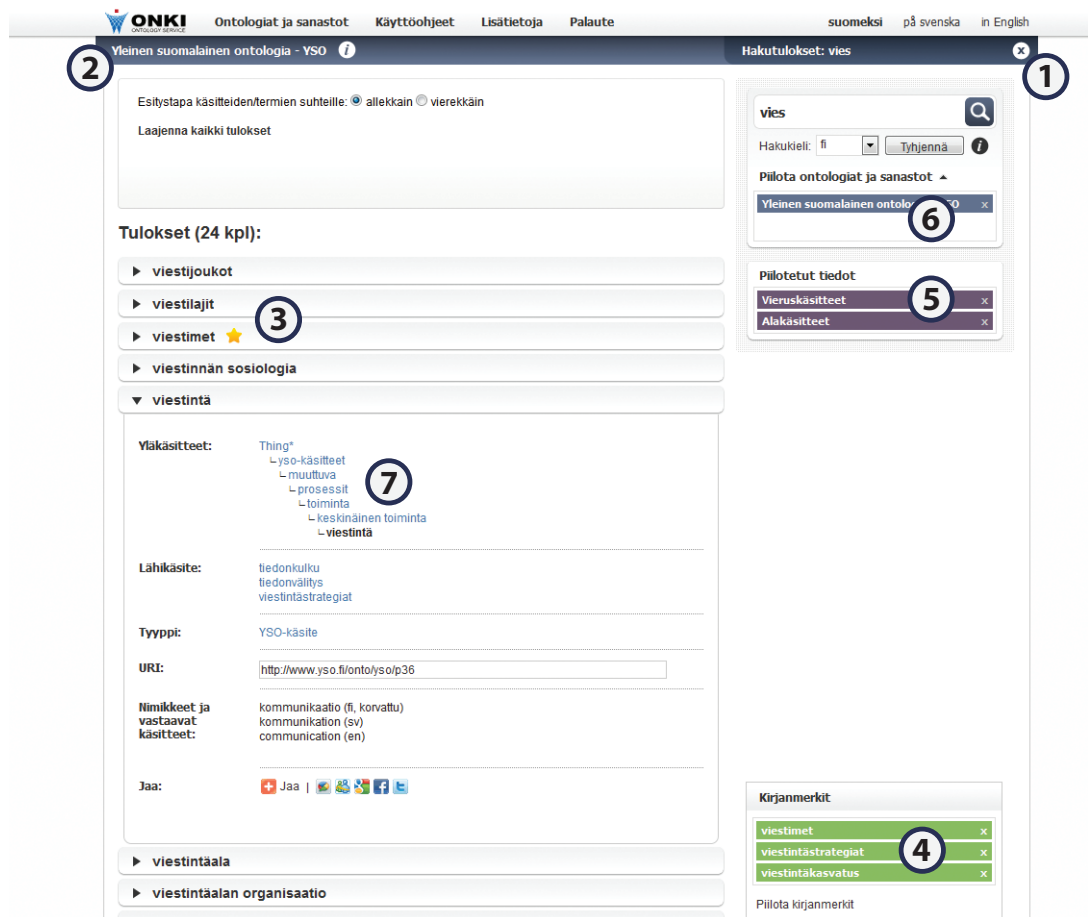 ONKI
ONTOLOGY SERVICE
Ontologiat ja sanastot Käyttöohjeet Lisätietoja Palaute suomeksi på svenska in English
Yleinen suomalainen ontologia - YSO i
Hakutulokset: vies x
2
1
Esitystapa käsitteiden/termien suhteille: allekkain vierekkäin
Laajenna kaikki tulokset
vies
Hakukieli: fi Tyhjennä i
Piilota ontologiat ja sanastot
Yleinen suomalainen x
6
Tulokset (24 kpl):
viestijoukot
viestilajit
3
viestimet
viestinnän sosiologia
viestintä
Piilotetut tiedot
Vieruskäsitteet x
5
Alakäsitteet x
Yläkäsitteet: Thing*
yso-käsitteet
muuttuva
7
prosessit
toiminta
keskinäinen toiminta
viestintä
Lähikäsite: tiedonkulku
tiedonvälitys
viestintästrategiat
Tyyppi: YSO-käsite
URI: http://www.yso.fi/onto/yso/p36
Nimikkeet ja kommunikaatio (fi, korvattu)
vastaavat kommunikation (sv)
käsitteet: communication (en)
Jaa: Jaa |
viestintäala
viestintäalan organisaatio
Kirjanmerkit
viestimet x
viestintästrategiat x
4
viestintäkasvatus x
Piilota kirjanmerkit